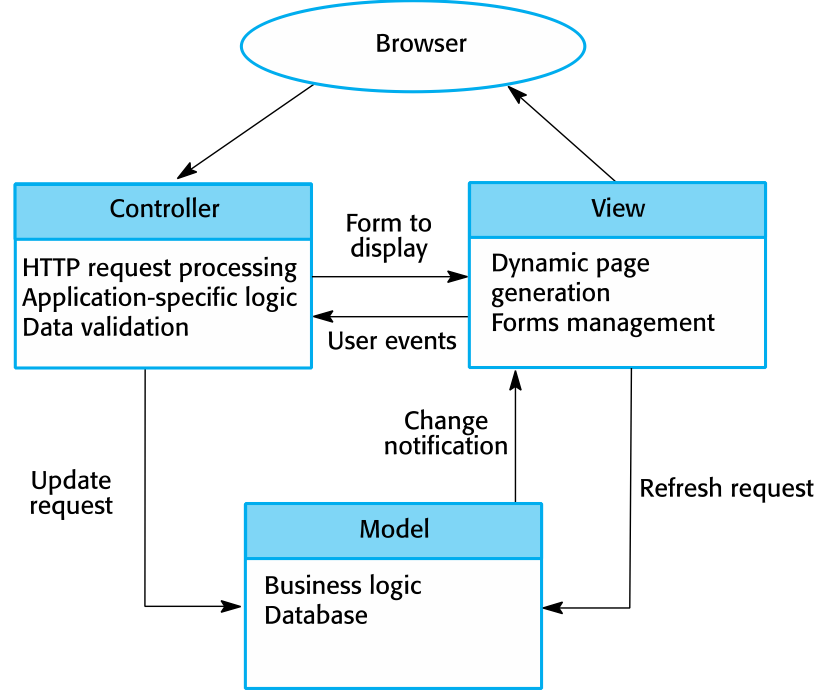 Browser
Controller
HTTP request processing
Application-specific logic
Data validation
Form to
display
User events
View
Dynamic page
generation
Forms management
Update
request
Change
notification
Refresh request
Model
Business logic
Database